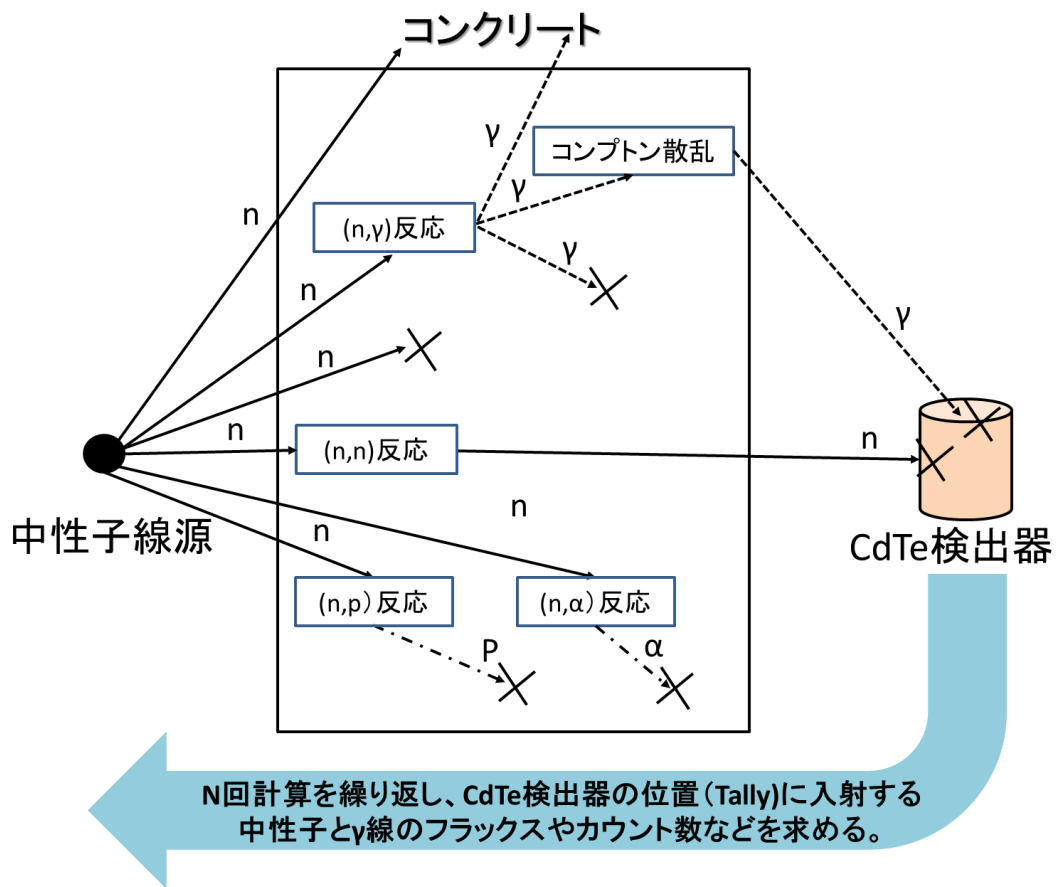 コンクリート
γ
コンプトン散乱
n
γ
(n,γ)反応
γ
n
γ
n
n
(n,n)反応
n
n
中性子線源
n
CdTe検出器
(n,p)反応
(n,α)反応
P
α
N回計算を繰り返し、CdTe検出器の位置(Tally)に入射する
中性子とγ線のフラックスやカウント数などを求める。